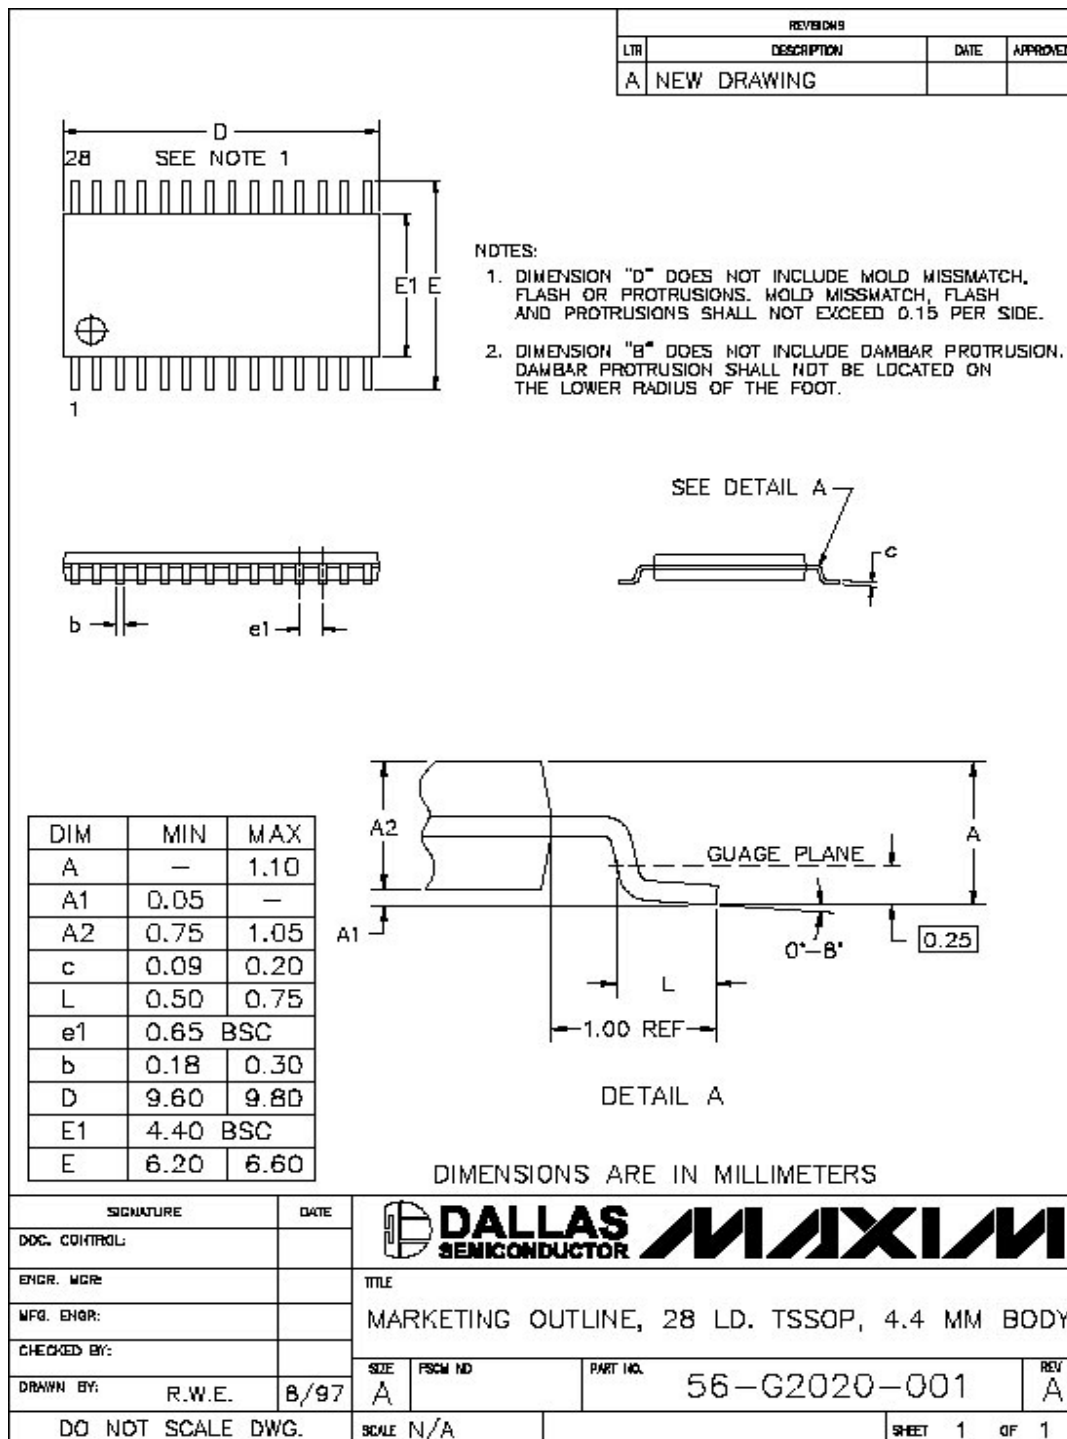 REVISIONS
LTR DESCRIPTION DATE APPROVED
A NEW DRAWING
D
28 SEE NOTE 1
E1 E
1
NOTES:
1. DIMENSION "D" DOES NOT INCLUDE MOLD MISSMATCH,
FLASH OR PROTRUSIONS. MOLD MISSMATCH, FLASH
AND PROTRUSIONS SHALL NOT EXCEED 0.15 PER SIDE.
2. DIMENSION "B" DOES NOT INCLUDE DAMBAR PROTRUSION.
DAMBAR PROTRUSION SHALL NOT BE LOCATED ON
THE LOWER RADIUS OF THE FOOT.
SEE DETAIL A
c
b e1
A2
GUAGE PLANE
A
A1
0°-8°
0.25
L
1.00 REF
DETAIL A
DIM MIN MAX
A – 1.10
A1 0.05 –
A2 0.75 1.05
c 0.09 0.20
L 0.50 0.75
e1 0.65 BSC
b 0.18 0.30
D 9.60 9.80
E1 4.40 BSC
E 6.20 6.60
DIMENSIONS ARE IN MILLIMETERS
SIGNATURE DATE
DOC. CONTROL:
ENGR. MGR:
MFG. ENGR:
CHECKED BY:
DRAWN BY: R.W.E. 8/97
DO NOT SCALE DWG.
DALLAS
SEMICONDUCTOR
MAXIM
TITLE
MARKETING OUTLINE, 28 LD. TSSOP, 4.4 MM BODY
SIZE FSCM NO PART NO. REV
A 56-G2020-001 A
SCALE N/A SHEET 1 OF 1